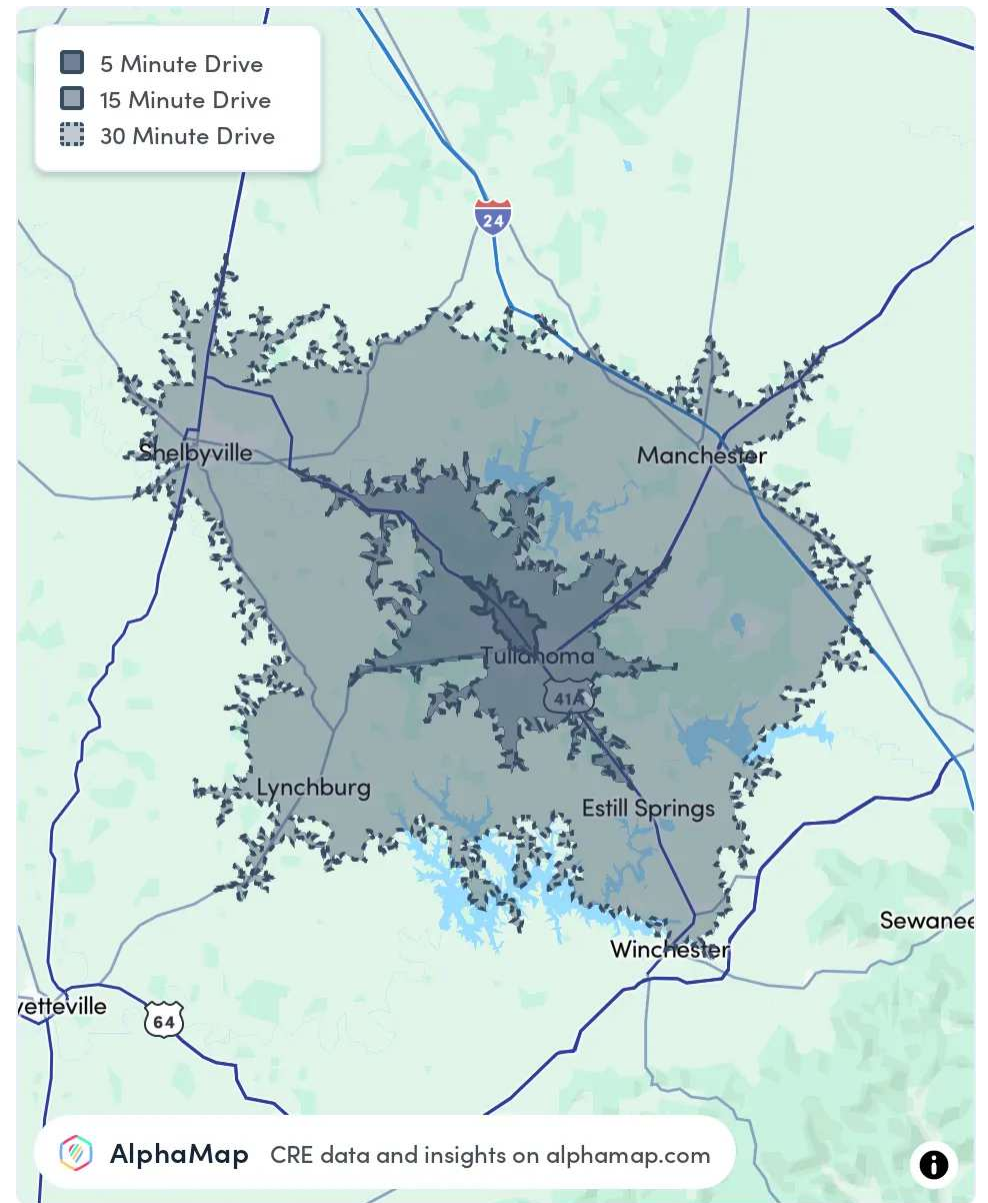 5 Minute Drive
15 Minute Drive
30 Minute Drive
24
Shelbyville
Manchester
Tullahoma
41A
Lynchburg
Estill Springs
Sewanee
Winchester
yetteville
64
AlphaMap CRE data and insights on alphamap.com